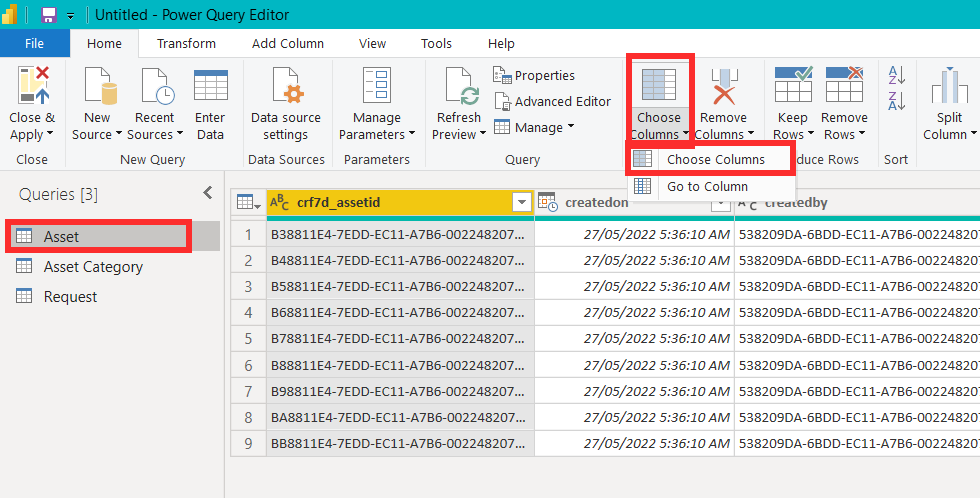 Untitled - Power Query Editor
File Home Transform Add Column View Tools Help
Close & Apply
New Source
Recent Sources
Enter Data
Data source settings
Manage Parameters
Refresh Preview
Properties
Advanced Editor
Manage
Choose Columns
Remove Columns
Keep Rows
Remove Rows
Split Column
Close New Query Data Sources Parameters Query duce Rows Sort
Choose Columns
Go to Column
Queries [3]
Asset
Asset Category
Request
ABC crf7d_assetid createdon createdby
1 B38811E4-7EDD-EC11-A7B6-002248207... 27/05/2022 5:36:10 AM 538209DA-6BDD-EC11-A7B6-00224820
2 B48811E4-7EDD-EC11-A7B6-002248207... 27/05/2022 5:36:10 AM 538209DA-6BDD-EC11-A7B6-00224820
3 B58811E4-7EDD-EC11-A7B6-002248207... 27/05/2022 5:36:10 AM 538209DA-6BDD-EC11-A7B6-00224820
4 B68811E4-7EDD-EC11-A7B6-002248207... 27/05/2022 5:36:10 AM 538209DA-6BDD-EC11-A7B6-00224820
5 B78811E4-7EDD-EC11-A7B6-002248207... 27/05/2022 5:36:10 AM 538209DA-6BDD-EC11-A7B6-00224820
6 B88811E4-7EDD-EC11-A7B6-002248207... 27/05/2022 5:36:10 AM 538209DA-6BDD-EC11-A7B6-00224820
7 B98811E4-7EDD-EC11-A7B6-002248207... 27/05/2022 5:36:10 AM 538209DA-6BDD-EC11-A7B6-00224820
8 BA8811E4-7EDD-EC11-A7B6-002248207... 27/05/2022 5:36:10 AM 538209DA-6BDD-EC11-A7B6-00224820
9 BB8811E4-7EDD-EC11-A7B6-002248207... 27/05/2022 5:36:10 AM 538209DA-6BDD-EC11-A7B6-00224820